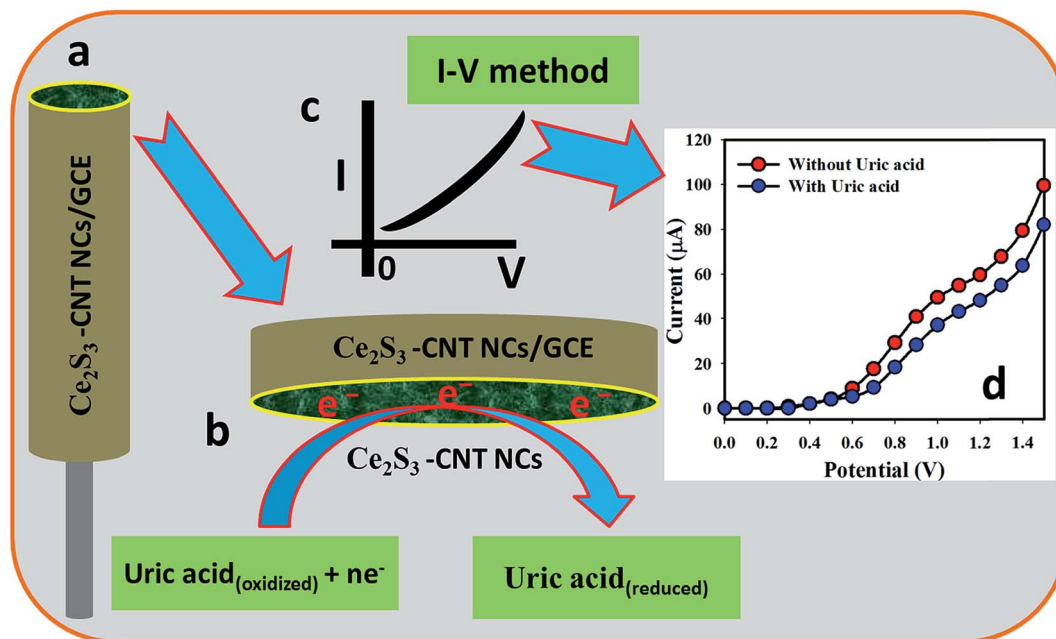 a
Ce₂S₃-CNT NCs/GCE
I-V method
c
I
0
V
Ce₂S₃-CNT NCs/GCE
e⁻
e⁻
e⁻
b
Ce₂S₃-CNT NCs
Uric acid(oxidized) + ne⁻
Uric acid(reduced)
120
100
80
60
40
20
0
Current (µA)
Without Uric acid
With Uric acid
d
0.0 0.2 0.4 0.6 0.8 1.0 1.2 1.4
Potential (V)